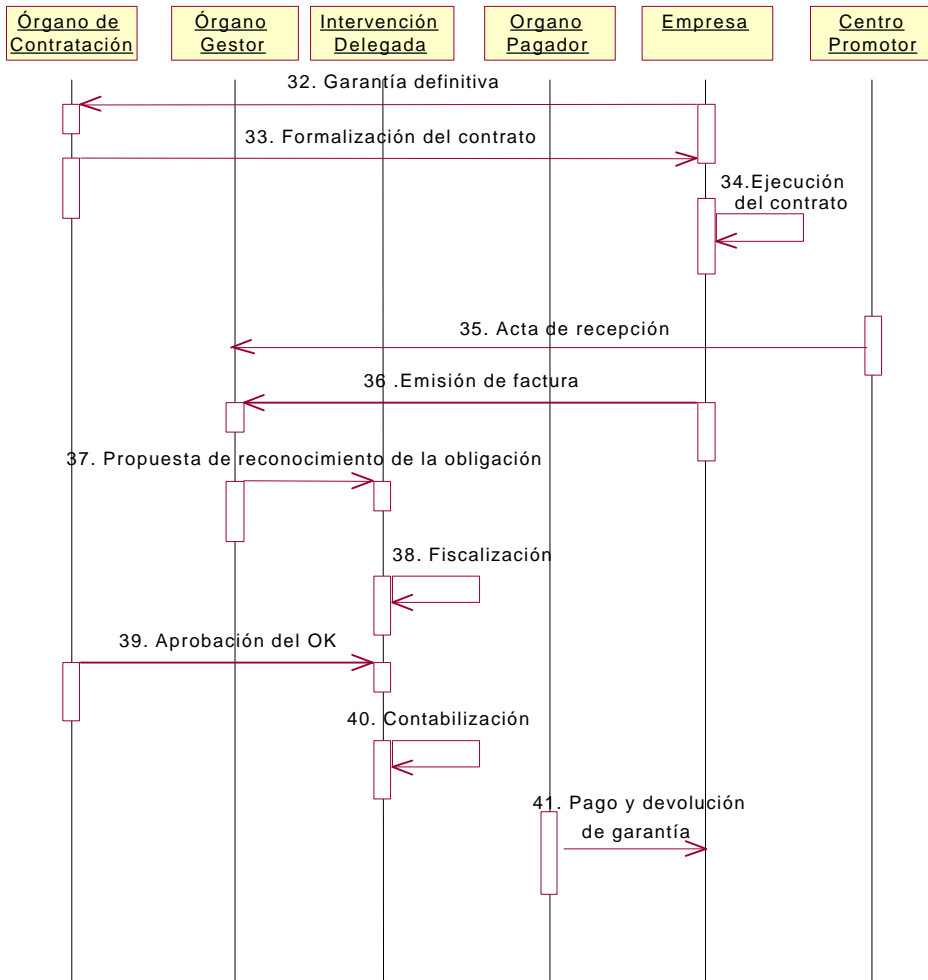 Órgano de
Contratación
Órgano
Gestor
Intervención
Delegada
Organo
Pagador
Empresa
Centro
Promotor
32. Garantía definitiva
33. Formalización del contrato
34.Ejecución
del contrato
35. Acta de recepción
36 .Emisión de factura
37. Propuesta de reconocimiento de la obligación
38. Fiscalización
39. Aprobación del OK
40. Contabilización
41. Pago y devolución
de garantía